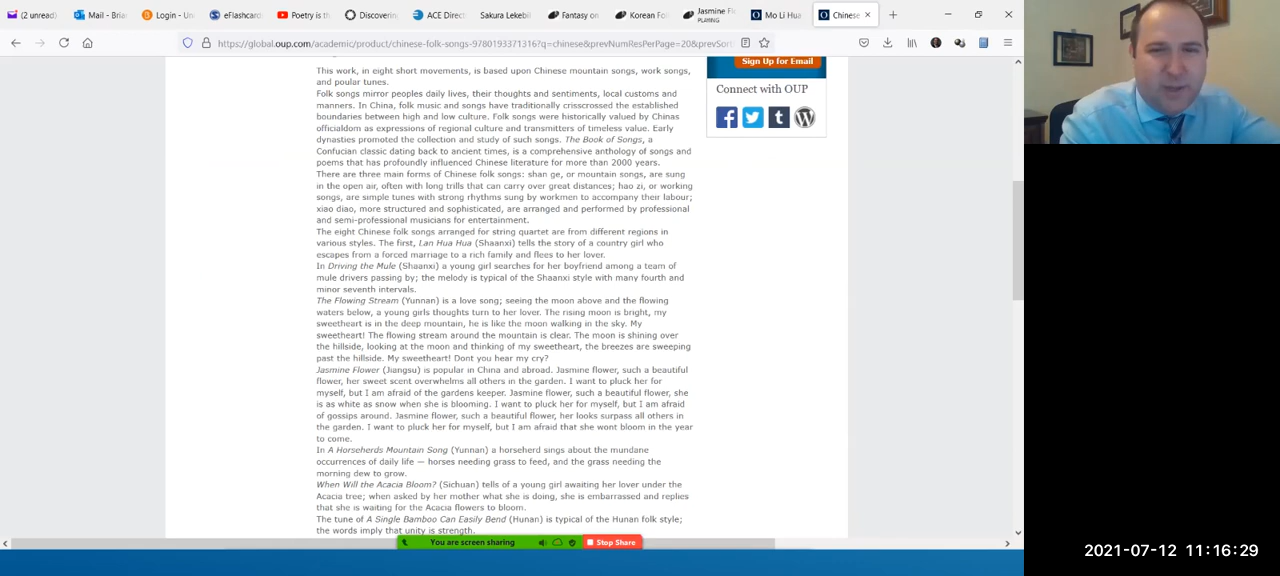 (2 unread)
Mail - Bria
Login - Un
eFlashcard
Poetry is th
Discovering
ACE Direct
Sakura Lekebil
Fantasy on
Korean Fol
Jasmine Fl
PLAYING
Mo Li Hua
Chinese
https://global.oup.com/academic/product/chinese-folk-songs-9780193371316?q=chinese&prevNumResPerPage=20&prevSor
Sign Up for Email
Connect with OUP
This work, in eight short movements, is based upon Chinese mountain songs, work songs,
and poular tunes.
Folk songs mirror peoples daily lives, their thoughts and sentiments, local customs and
manners. In China, folk music and songs have traditionally crisscrossed the established
boundaries between high and low culture. Folk songs were historically valued by Chinas
officialdom as expressions of regional culture and transmitters of timeless value. Early
dynasties promoted the collection and study of such songs. The Book of Songs, a
Confucian classic dating back to ancient times, is a comprehensive anthology of songs and
poems that has profoundly influenced Chinese literature for more than 2000 years.
There are three main forms of Chinese folk songs: shan ge, or mountain songs, are sung
in the open air, often with long trills that can carry over great distances; hao zi, or working
songs, are simple tunes with strong rhythms sung by workmen to accompany their labour;
xiao diao, more structured and sophisticated, are arranged and performed by professional
and semi-professional musicians for entertainment.
The eight Chinese folk songs arranged for string quartet are from different regions in
various styles. The first, Lan Hua Hua (Shaanxi) tells the story of a country girl who
escapes from a forced marriage to a rich family and flees to her lover.
In Driving the Mule (Shaanxi) a young girl searches for her boyfriend among a team of
mule drivers passing by; the melody is typical of the Shaanxi style with many fourth and
minor seventh intervals.
The Flowing Stream (Yunnan) is a love song; seeing the moon above and the flowing
waters below, a young girls thoughts turn to her lover. The rising moon is bright, my
sweetheart is in the deep mountain, he is like the moon walking in the sky. My
sweetheart! The flowing stream around the mountain is clear. The moon is shining over
the hillside, looking at the moon and thinking of my sweetheart, the breezes are sweeping
past the hillside. My sweetheart! Dont you hear my cry?
Jasmine Flower (Jiangsu) is popular in China and abroad. Jasmine flower, such a beautiful
flower, her sweet scent overwhelms all others in the garden. I want to pluck her for
myself, but I am afraid of the gardens keeper. Jasmine flower, such a beautiful flower, she
is as white as snow when she is blooming. I want to pluck her for myself, but I am afraid
of gossips around. Jasmine flower, such a beautiful flower, her looks surpass all others in
the garden. I want to pluck her for myself, but I am afraid that she wont bloom in the year
to come.
In A Horseherds Mountain Song (Yunnan) a horseherd sings about the mundane
occurrences of daily life — horses needing grass to feed, and the grass needing the
morning dew to grow.
When Will the Acacia Bloom? (Sichuan) tells of a young girl awaiting her lover under the
Acacia tree; when asked by her mother what she is doing, she is embarrassed and replies
that she is waiting for the Acacia flowers to bloom.
The tune of A Single Bamboo Can Easily Bend (Hunan) is typical of the Hunan folk style;
the words imply that unity is strength.
You are screen sharing
Stop Share
2021-07-12 11:16:29